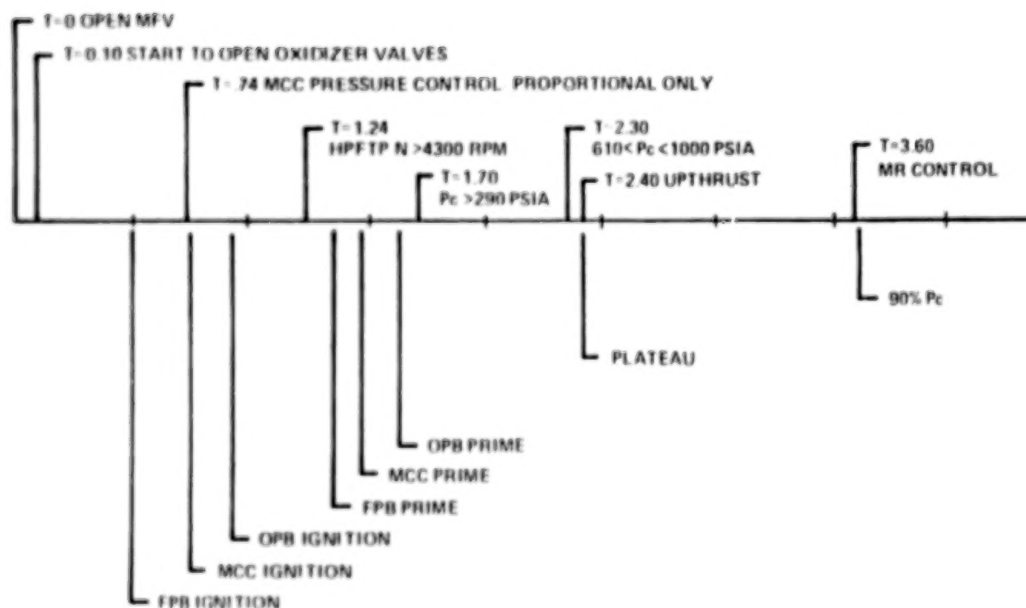 T=0 OPEN MFV
T=0.10 START TO OPEN OXIDIZER VALVES
T=.74 MCC PRESSURE CONTROL PROPORTIONAL ONLY
T=1.24
HPFTP N >4300 RPM
T=1.70
Pc >290 PSIA
T=2.30
610< Pc <1000 PSIA
T=2.40 UPTHRUST
T=3.60
MR CONTROL
90% Pc
PLATEAU
OPB PRIME
MCC PRIME
FPB PRIME
OPB IGNITION
MCC IGNITION
FPB IGNITION